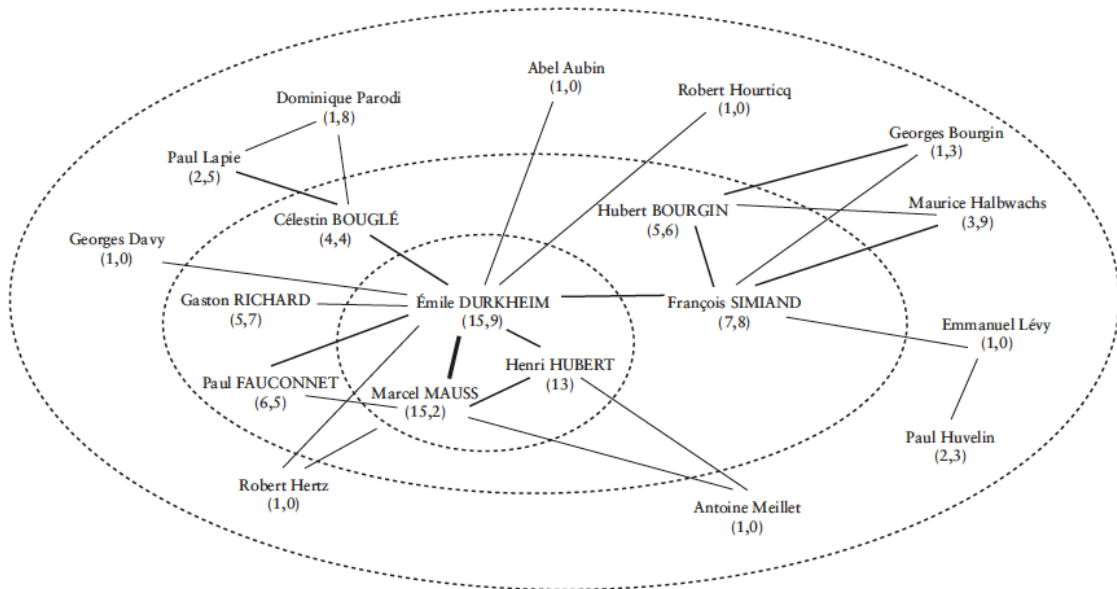 Abel Aubin
(1,0)
Robert Hourticq
(1,0)
Dominique Parodi
(1,8)
Georges Bourgin
(1,3)
Paul Lapie
(2,5)
Maurice Halbwachs
(3,9)
Hubert BOURGIN
(5,6)
Célestin BOUGLÉ
(4,4)
Georges Davy
(1,0)
Gaston RICHARD
(5,7)
Émile DURKHEIM
(15,9)
François SIMIAND
(7,8)
Emmanuel Lévy
(1,0)
Henri HUBERT
(13)
Paul FAUCONNET
(6,5)
Marcel MAUSS
(15,2)
Paul Huvelin
(2,3)
Robert Hertz
(1,0)
Antoine Meillet
(1,0)